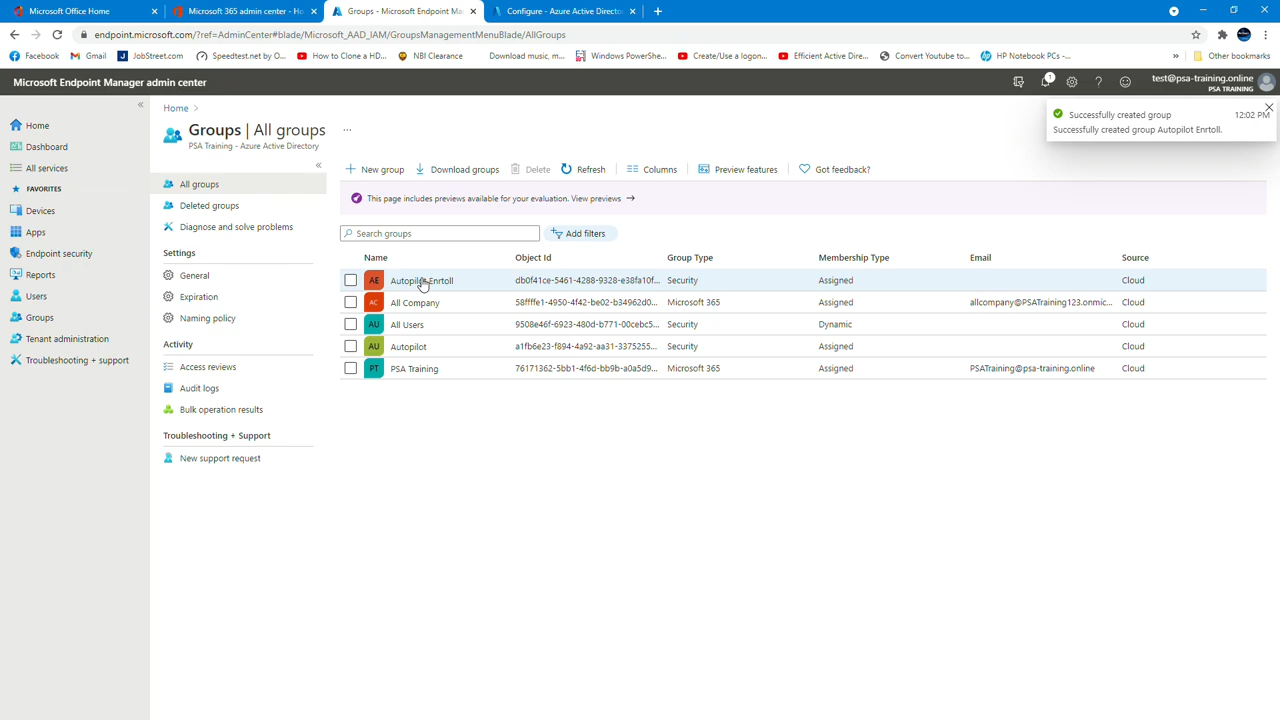 Microsoft Office Home
Microsoft 365 admin center - Ho
Groups - Microsoft Endpoint Ma
Configure - Azure Active Directo
endpoint.microsoft.com/?ref=AdminCenter#blade/Microsoft_AAD_IAM/GroupsManagementMenuBlade/AllGroups
Facebook
Gmail
JobStreet.com
Speedtest.net by O...
How to Clone a HD...
NBI Clearance
Download music, m...
Windows PowerShe...
Create/Use a logon...
Efficient Active Dire...
Convert Youtube to...
HP Notebook PCs -...
»
Other bookmarks
Microsoft Endpoint Manager admin center
1
test@psa-training.online
PSA TRAINING
Successfully created group
12:02 PM
Successfully created group Autopilot Enrtoll.
Home
Dashboard
All services
FAVORITES
Devices
Apps
Endpoint security
Reports
Users
Groups
Tenant administration
Troubleshooting + support
Home >
Groups | All groups ...
PSA Training - Azure Active Directory
All groups
Deleted groups
Diagnose and solve problems
Settings
General
Expiration
Naming policy
Activity
Access reviews
Audit logs
Bulk operation results
Troubleshooting + Support
New support request
New group
Download groups
Delete
Refresh
Columns
Preview features
Got feedback?
This page includes previews available for your evaluation. View previews →
Search groups
Add filters
Name Object Id Group Type Membership Type Email Source
AE Autopilot Enrtoll db0f41ce-5461-4288-9328-e38fa10f... Security Assigned Cloud
AC All Company 58ffffe1-4950-4f42-be02-b34962d0... Microsoft 365 Assigned allcompany@PSATraining123.onmic... Cloud
AU All Users 9508e46f-6923-480d-b771-00cebc5... Security Dynamic Cloud
AU Autopilot a1fb6e23-f894-4a92-aa31-3375255... Security Assigned Cloud
PT PSA Training 76171362-5bb1-4f6d-bb9b-a0a5d9... Microsoft 365 Assigned PSATraining@psa-training.online Cloud